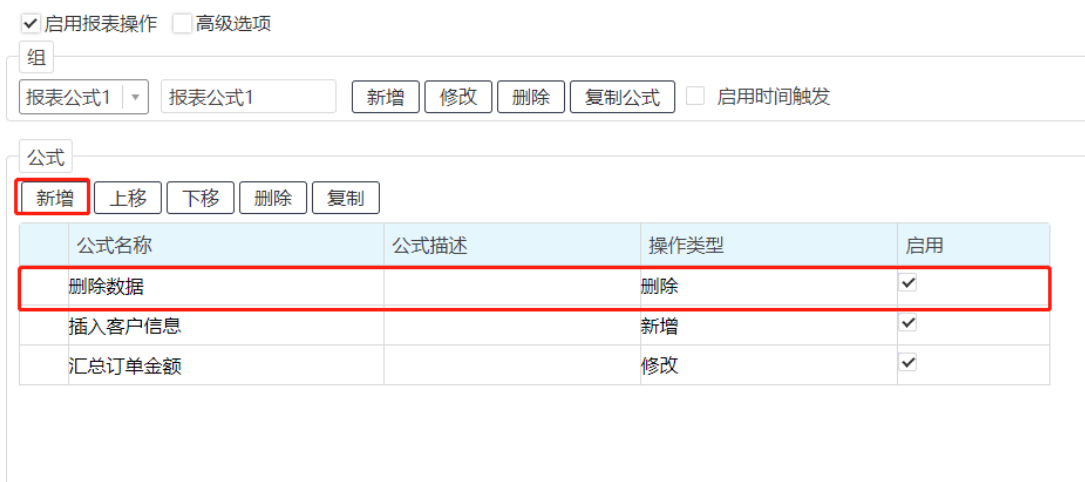 启用报表操作 高级选项
组
报表公式1 报表公式1 新增 修改 删除 复制公式 启用时间触发
公式
新增 上移 下移 删除 复制
公式名称 公式描述 操作类型 启用
删除数据 删除
插入客户信息 新增
汇总订单金额 修改